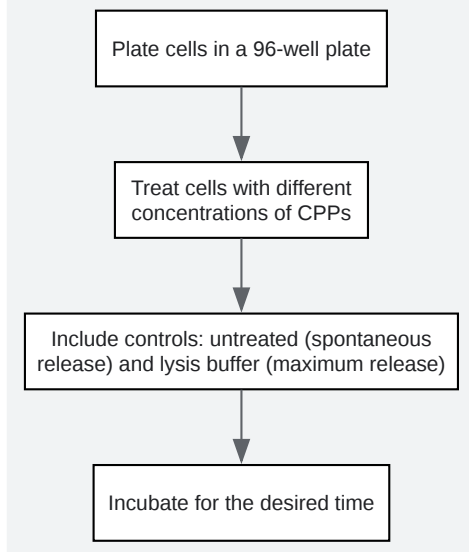 Plate cells in a 96-well plate
Treat cells with different
concentrations of CPPs
Include controls: untreated (spontaneous
release) and lysis buffer (maximum release)
Incubate for the desired time